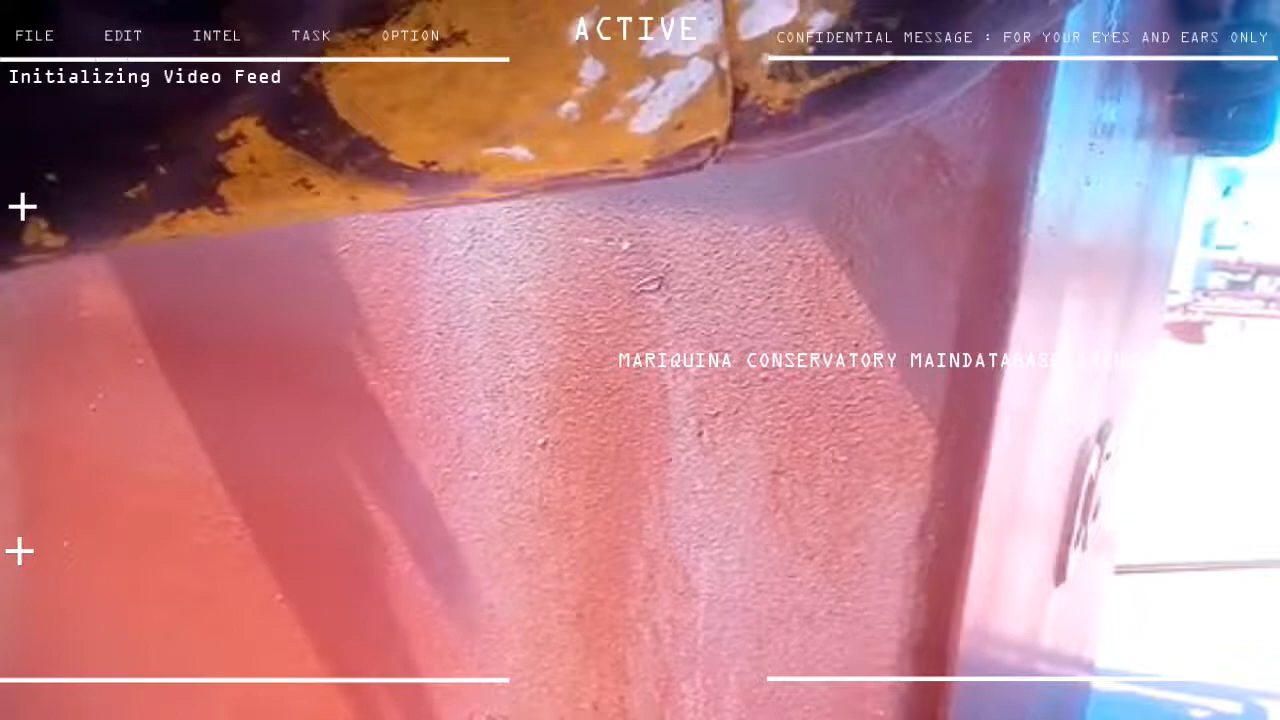 FILE EDIT INTEL TASK OPTION
ACTIVE
CONFIDENTIAL MESSAGE : FOR YOUR EYES AND EARS ONLY
Initializing Video Feed
MARIQUINA CONSERVATORY MAINDATABASE